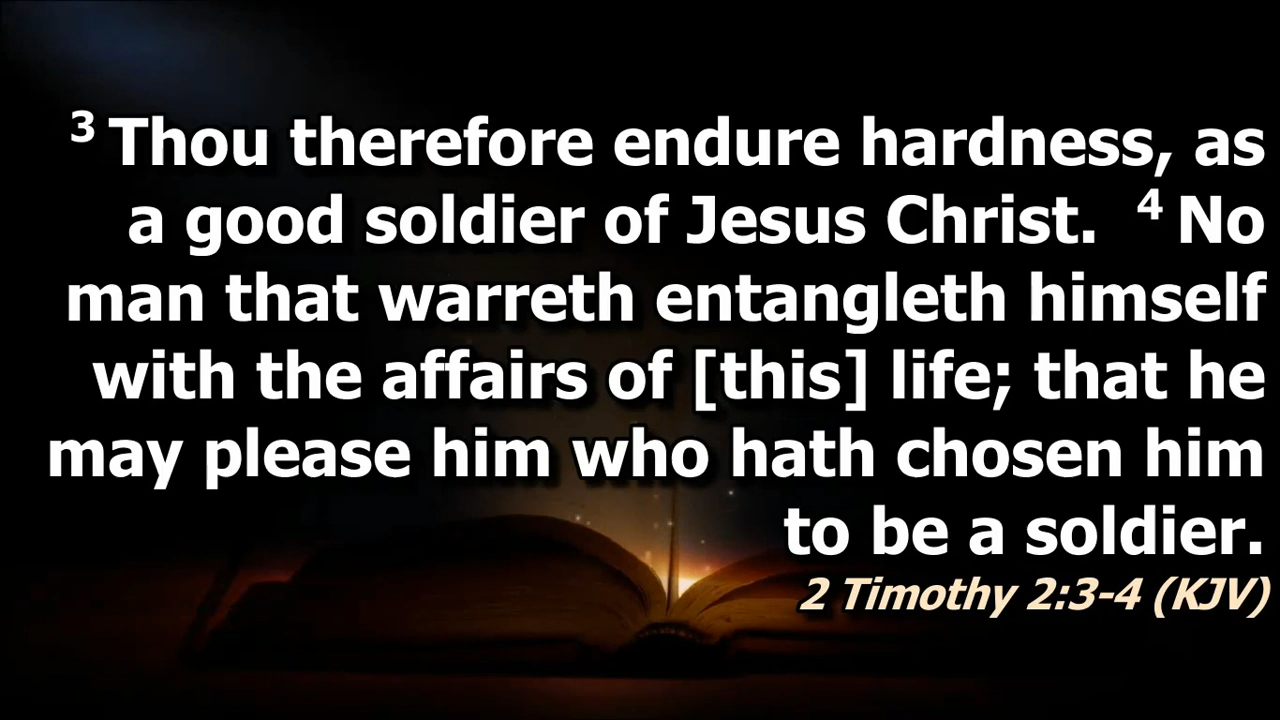 3 Thou therefore endure hardness, as
a good soldier of Jesus Christ. 4 No
man that warreth entangleth himself
with the affairs of [this] life; that he
may please him who hath chosen him
to be a soldier.
2 Timothy 2:3-4 (KJV)